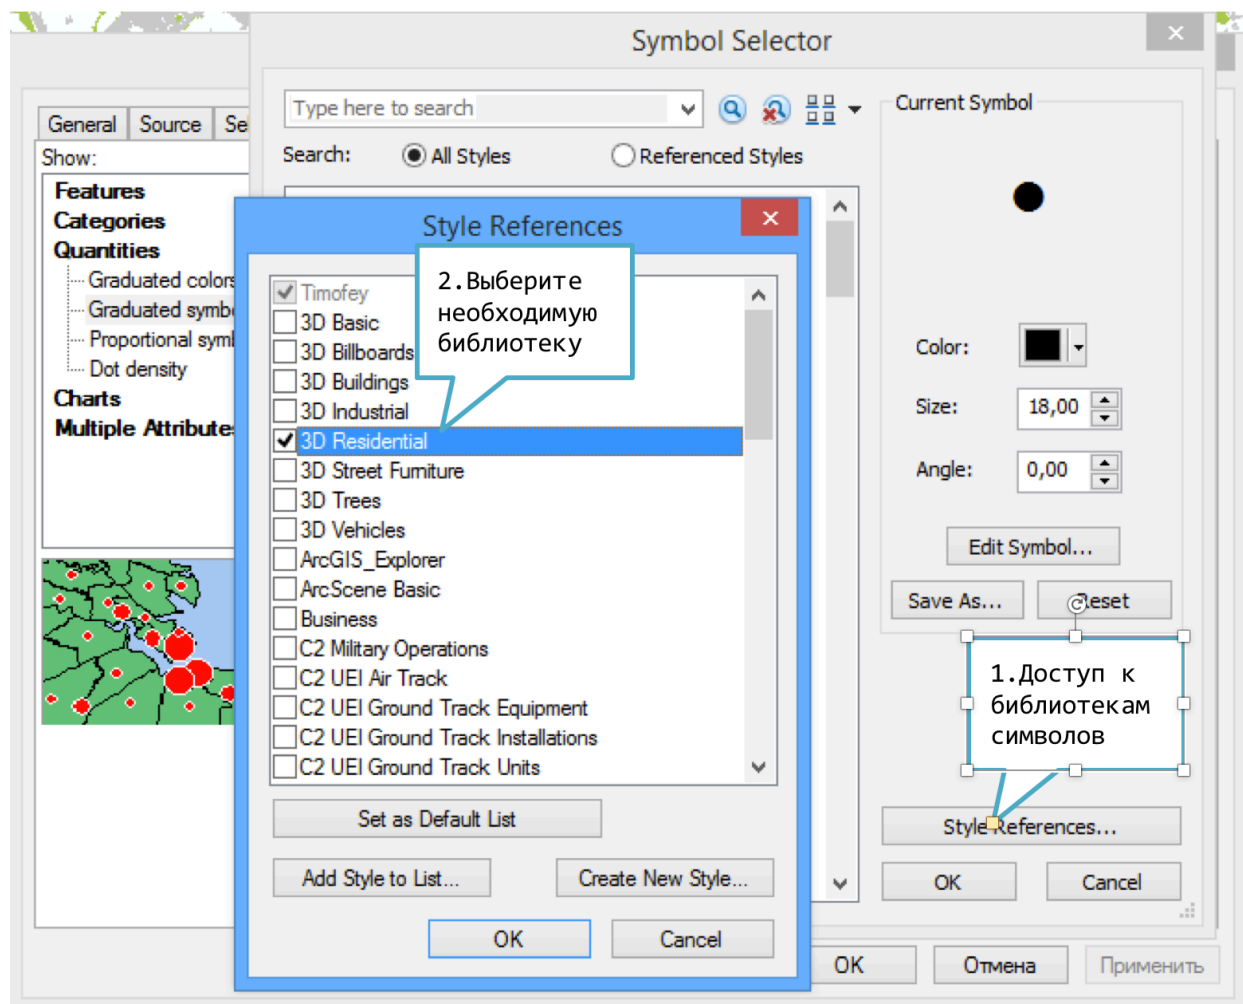 Symbol Selector
Type here to search
Current Symbol
General Source Se
Search: All Styles Referenced Styles
Show:
Features
Categories
Quantities
Graduated colors
Graduated symbo
Proportional symb
Dot density
Charts
Multiple Attributes
Style References
2.Выберите
необходимую
библиотеку
Timofey
3D Basic
3D Billboards
3D Buildings
3D Industrial
3D Residential
3D Street Furniture
3D Trees
3D Vehicles
ArcGIS_Explorer
ArcScene Basic
Business
C2 Military Operations
C2 UEI Air Track
C2 UEI Ground Track Equipment
C2 UEI Ground Track Installations
C2 UEI Ground Track Units
Set as Default List
Add Style to List... Create New Style...
OK Cancel
Color:
Size: 18,00
Angle: 0,00
Edit Symbol...
Save As... Reset
1.Доступ к
библиотекам
символов
Style References...
OK Cancel
OK Отмена Применить